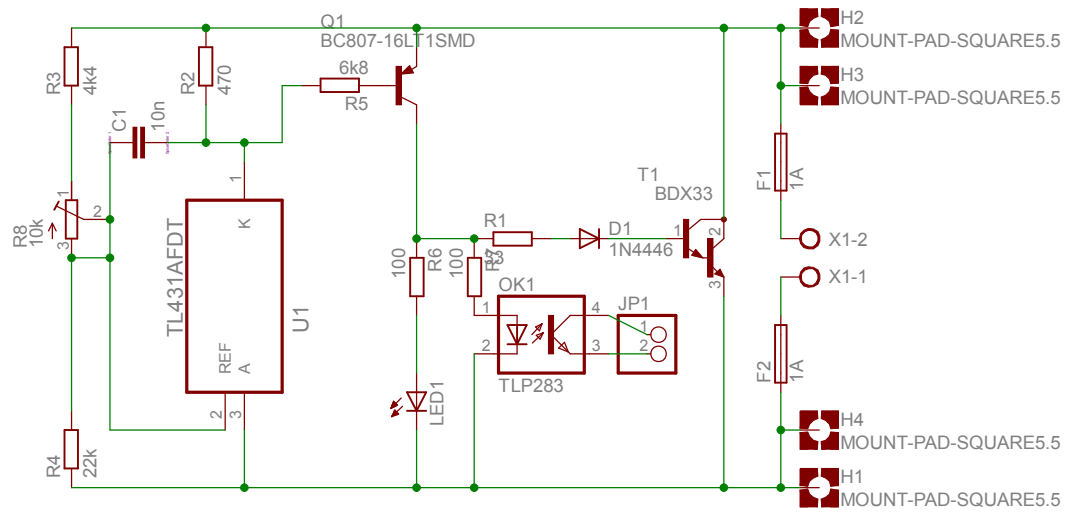 Q1
BC807-16LT1SMD
H2
MOUNT-PAD-SQUARE5.5
H3
MOUNT-PAD-SQUARE5.5
R3
4k4
R2
470
6k8
R5
C1
10n
1
K
TL431AFDT
U1
REF
A
2
3
R8
10k
1
2
3
R4
22k
T1
BDX33
1
2
3
F1
1A
X1-2
X1-1
R1
33
D1
1N4446
100
R6
100
R7
OK1
1
2
4
3
TLP283
JP1
1
2
LED1
F2
1A
H4
MOUNT-PAD-SQUARE5.5
H1
MOUNT-PAD-SQUARE5.5